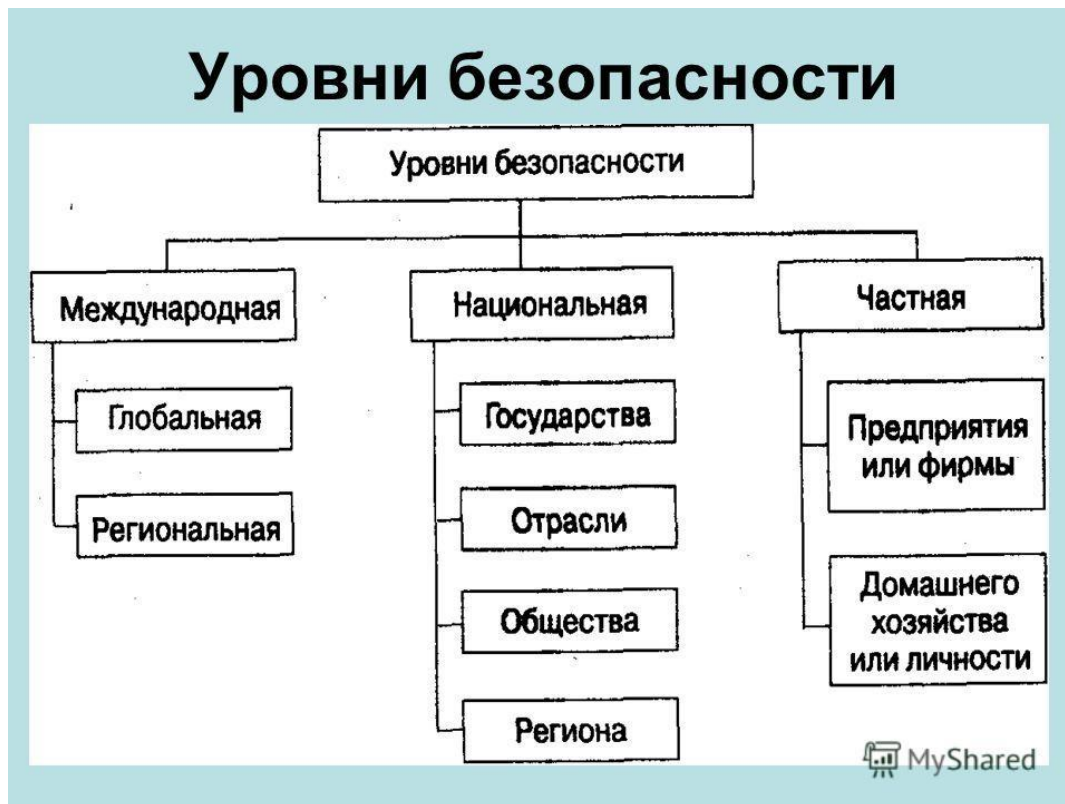 Уровни безопасности
Уровни безопасности
Международная
Глобальная
Региональная
Национальная
Государства
Отрасли
Общества
Региона
Частная
Предприятия
или фирмы
Домашнего
хозяйства
или личности
MyShared